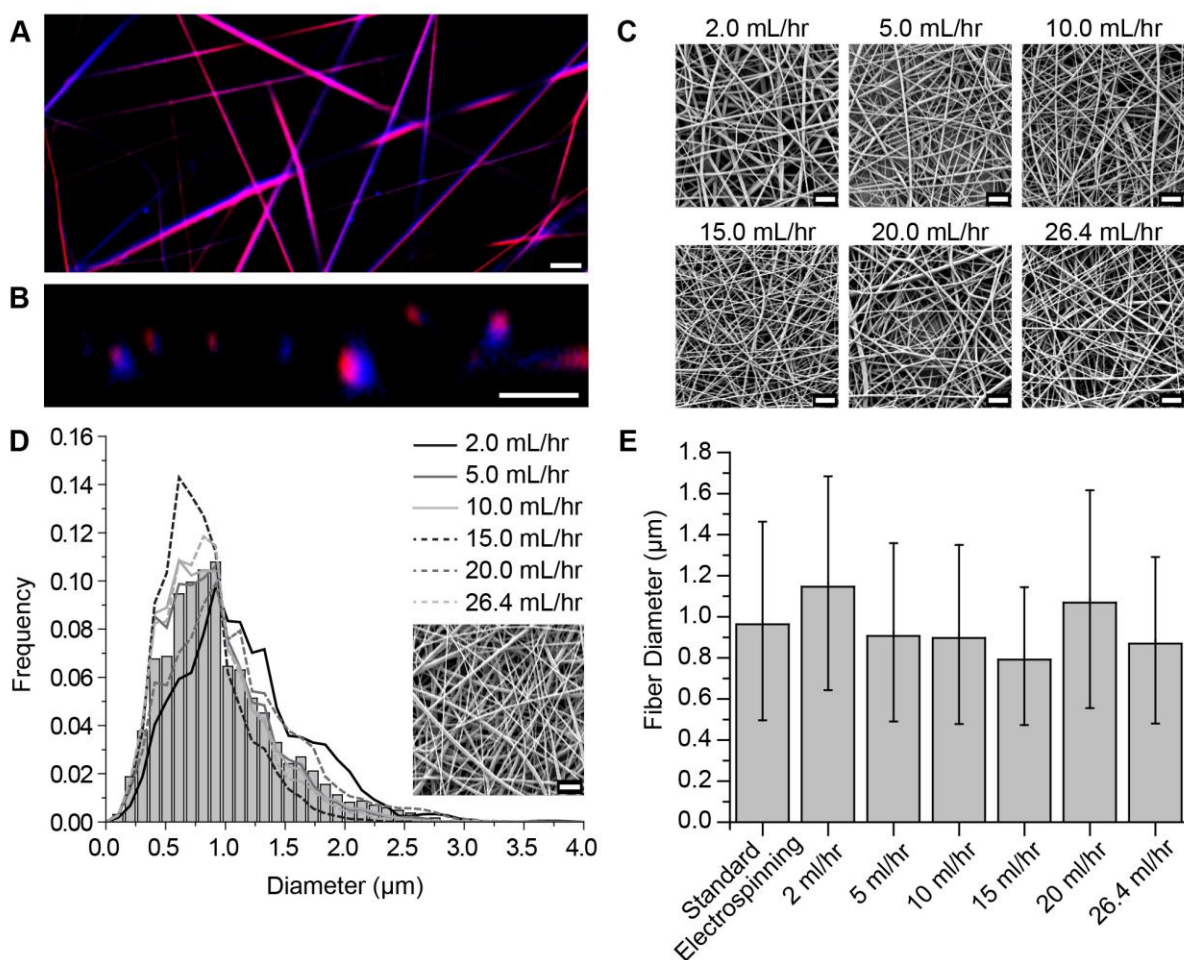 A
B
C
2.0 mL/hr 5.0 mL/hr 10.0 mL/hr
15.0 mL/hr 20.0 mL/hr 26.4 mL/hr
D
0.16
0.14
0.12
0.10
0.08
0.06
0.04
0.02
0.00
Frequency
0.0 0.5 1.0 1.5 2.0 2.5 3.0 3.5 4.0
Diameter (µm)
2.0 mL/hr
5.0 mL/hr
10.0 mL/hr
15.0 mL/hr
20.0 mL/hr
26.4 mL/hr
E
1.8
1.6
1.4
1.2
1.0
0.8
0.6
0.4
0.2
0.0
Fiber Diameter (µm)
Standard
Electrospinning
2 ml/hr
5 ml/hr
10 ml/hr
15 ml/hr
20 ml/hr
26.4 ml/hr